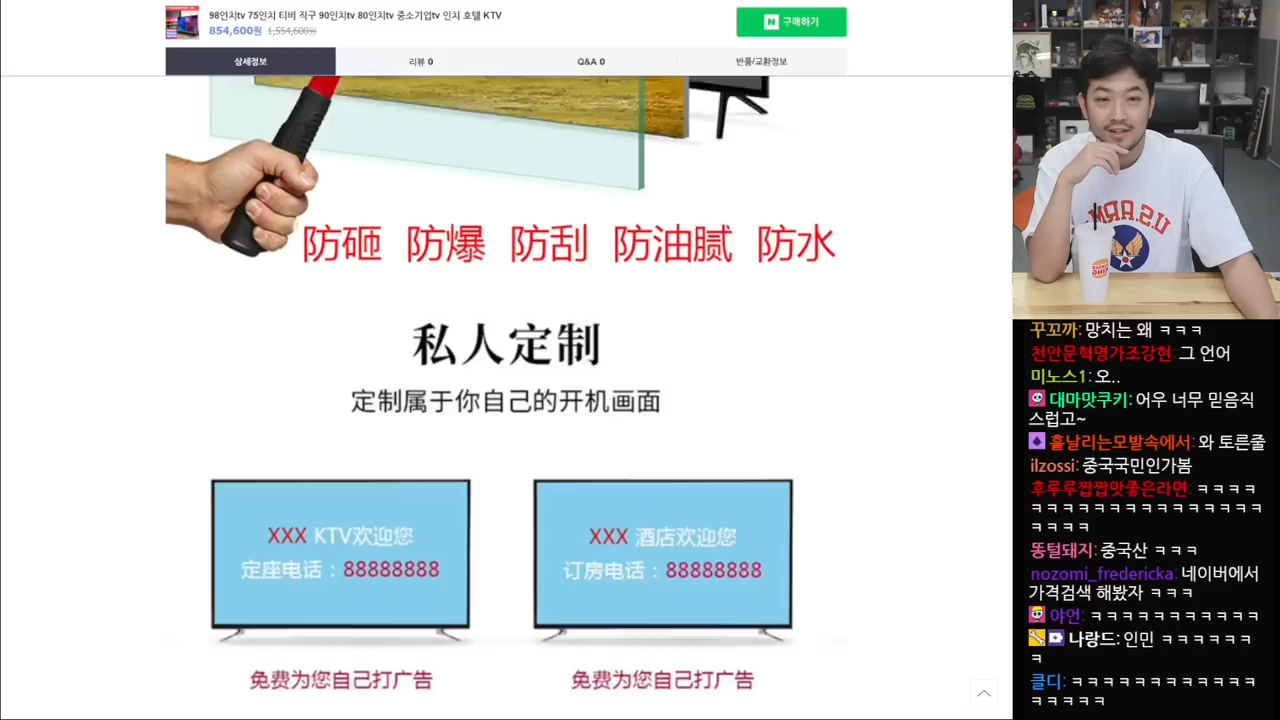 98인치tv 75인치 티비 직구 90인치tv 80인치tv 중소기업tv 인치 호텔 KTV
854,600원 1,554,600원
N 구매하기
상세정보 리뷰 0 Q&A 0 반품/교환정보
防砸 防爆 防刮 防油腻 防水
私人定制
定制属于你自己的开机画面
XXX KTV欢迎您
定座电话：88888888
XXX 酒店欢迎您
订房电话：88888888
免费为您自己打广告
免费为您自己打广告
U.S.ARM
꾸꼬까: 망치는 왜 ㅋㅋㅋ
천안문혁명가조강현: 그 언어
미노스1: 오..
대마맛쿠키: 어우 너무 믿음직
스럽고~
흩날리는모발속에서: 와 토른줄
ilzossi: 중국국민인가봄
후루루짭짭맛좋은라면: ㅋㅋㅋㅋ
ㅋㅋㅋㅋㅋㅋㅋㅋㅋㅋㅋㅋㅋㅋㅋ
ㅋㅋㅋㅋ
똥털돼지: 중국산 ㅋㅋㅋ
nozomi_fredericka: 네이버에서
가격검색 해봤자 ㅋㅋㅋ
야언: ㅋㅋㅋㅋㅋㅋㅋㅋㅋㅋㅋ
나랑드: 인민 ㅋㅋㅋㅋㅋㅋ
ㅋ
클디: ㅋㅋㅋㅋㅋㅋㅋㅋㅋㅋㅋㅋ
ㅋㅋㅋㅋㅋ